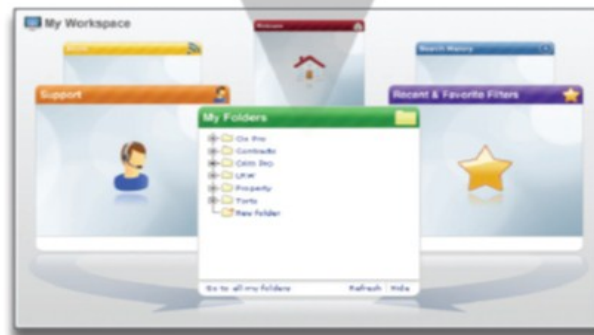 My Workspace
Welcome
Search History
Support
Recent & Favorite Filters
My Folders
Civ Pro
Contracts
Crim Pro
LRW
Property
Torts
New Folder
Go to all my folders
Refresh
Hide